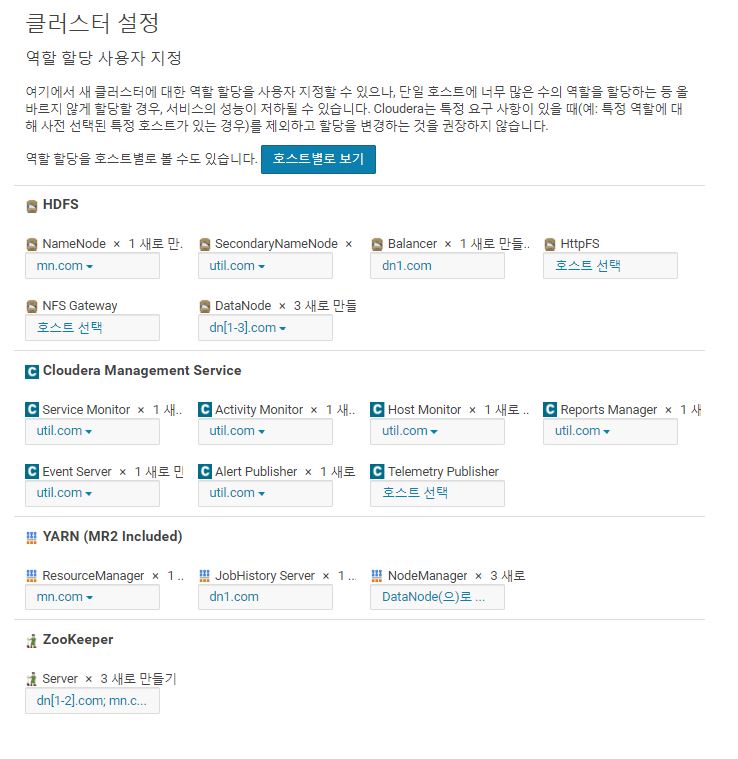 클러스터 설정
역할 할당 사용자 지정
여기에서 새 클러스터에 대한 역할 할당을 사용자 지정할 수 있으나, 단일 호스트에 너무 많은 수의 역할을 할당하는 등 올
바르지 않게 할당할 경우, 서비스의 성능이 저하될 수 있습니다. Cloudera는 특정 요구 사항이 있을 때(예: 특정 역할에 대
해 사전 선택된 특정 호스트가 있는 경우)를 제외하고 할당을 변경하는 것을 권장하지 않습니다.
역할 할당을 호스트별로 볼 수도 있습니다. 호스트별로 보기
HDFS
NameNode × 1 새로 만.. SecondaryNameNode × Balancer × 1 새로 만들.. HttpFS
mn.com util.com dn1.com 호스트 선택
NFS Gateway DataNode × 3 새로 만들
호스트 선택 dn[1-3].com
Cloudera Management Service
Service Monitor × 1 새.. Activity Monitor × 1 새.. Host Monitor × 1 새로 .. Reports Manager × 1 새
util.com util.com util.com util.com
Event Server × 1 새로 만 Alert Publisher × 1 새로 Telemetry Publisher
util.com util.com 호스트 선택
YARN (MR2 Included)
ResourceManager × 1 .. JobHistory Server × 1 ... NodeManager × 3 새로
mn.com dn1.com DataNode(으)로 ...
ZooKeeper
Server × 3 새로 만들기
dn[1-2].com; mn.c...